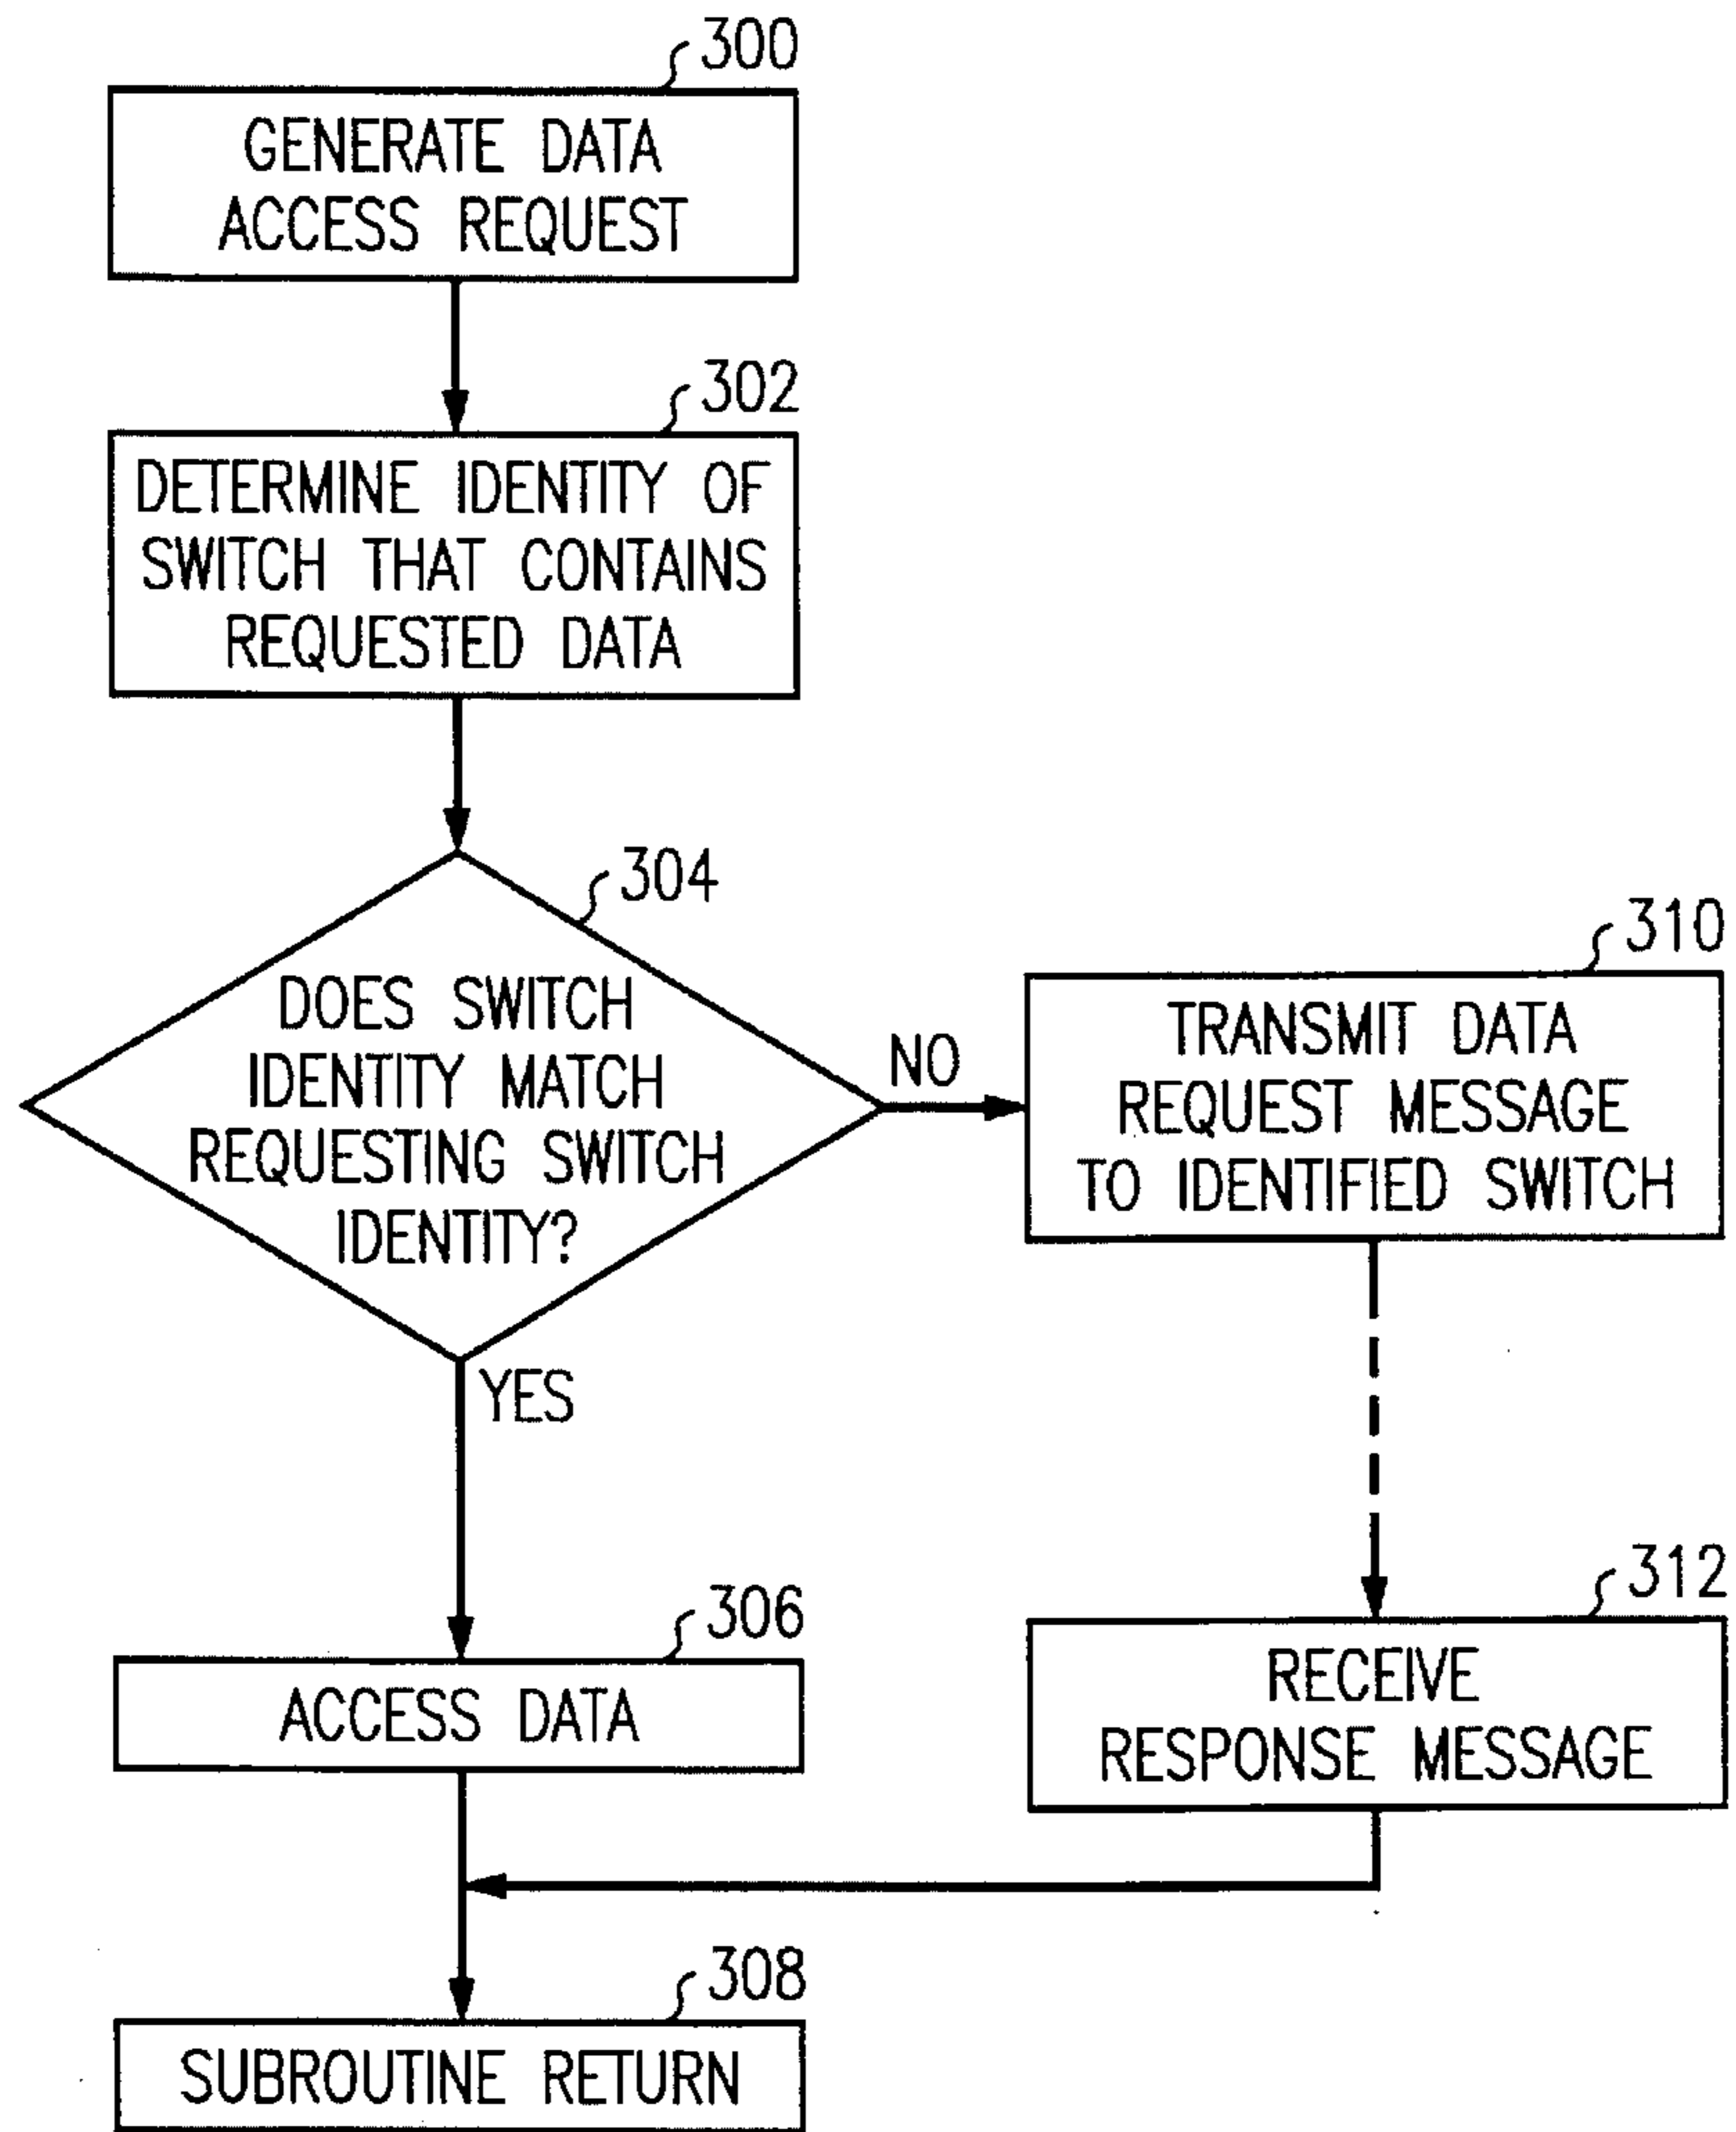 300
GENERATE DATA
ACCESS REQUEST
302
DETERMINE IDENTITY OF
SWITCH THAT CONTAINS
REQUESTED DATA
304
DOES SWITCH
IDENTITY MATCH
REQUESTING SWITCH
IDENTITY?
NO
310
TRANSMIT DATA
REQUEST MESSAGE
TO IDENTIFIED SWITCH
YES
306
ACCESS DATA
312
RECEIVE
RESPONSE MESSAGE
308
SUBROUTINE RETURN